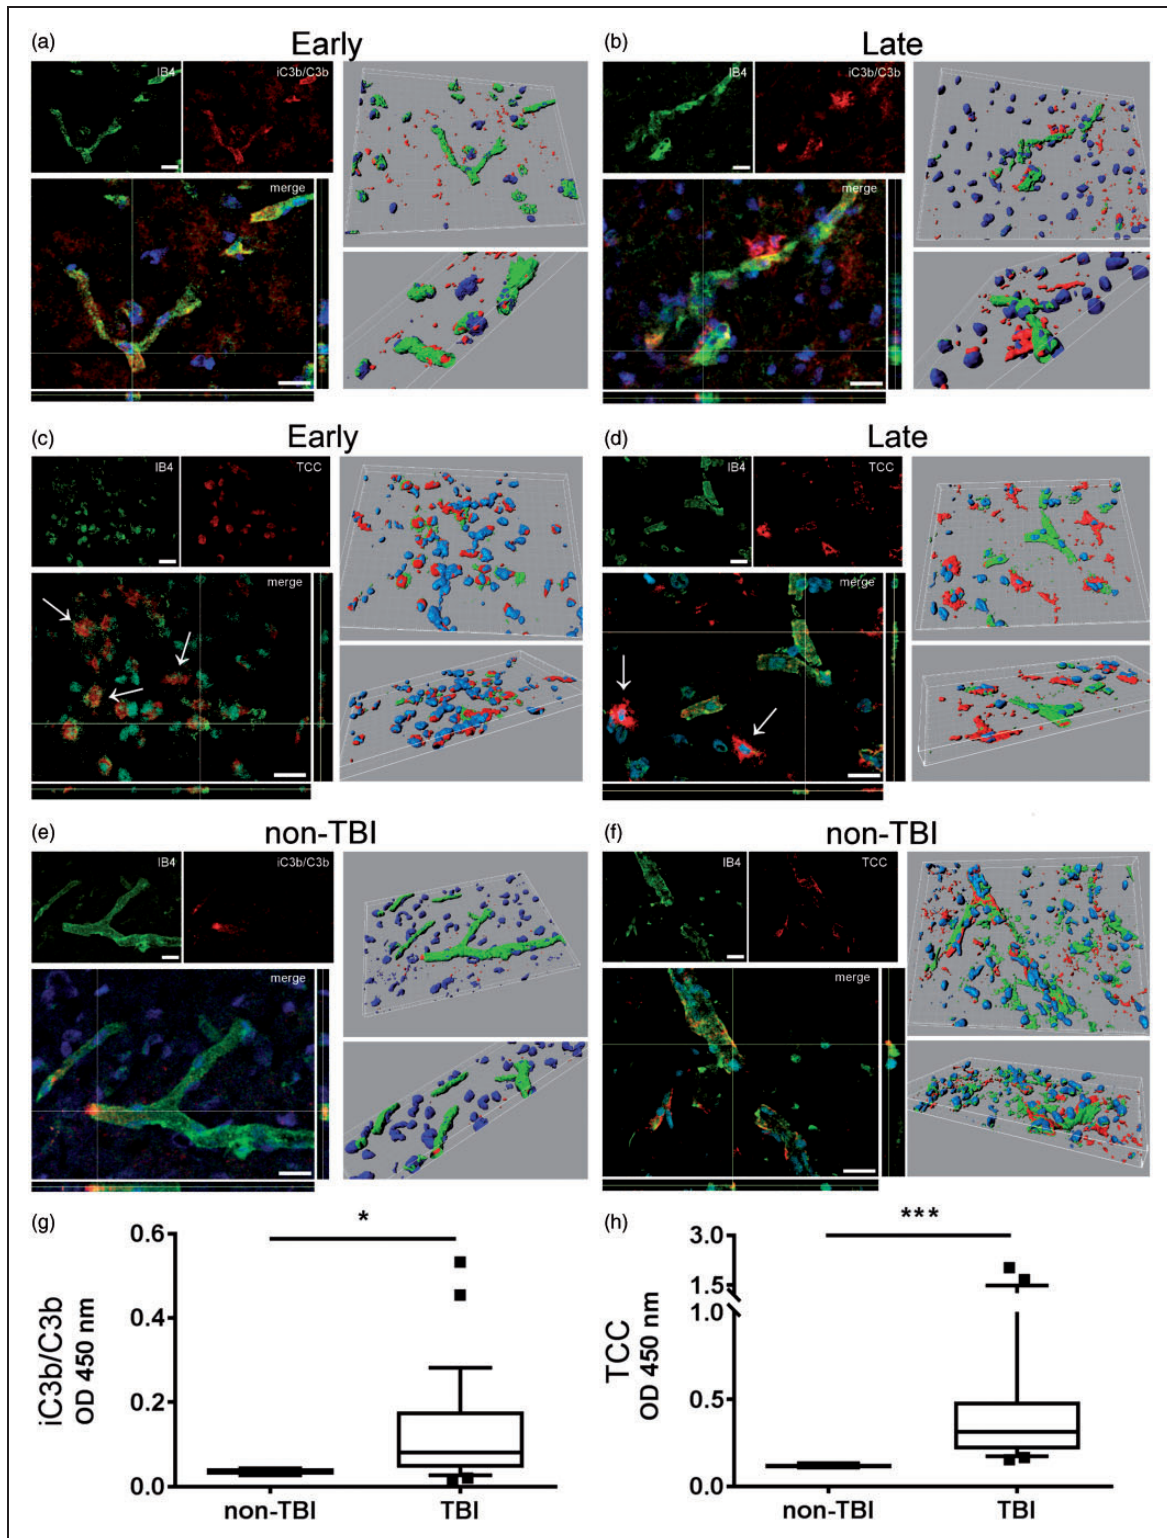 (a) Early
IB4 iC3b/C3b
merge
(b) Late
IB4 iC3b/C3b
merge
(c) Early
IB4 TCC
merge
(d) Late
IB4 TCC
merge
(e) non-TBI
IB4 iC3b/C3b
merge
(f) non-TBI
IB4 TCC
merge
(g)
*
iC3b/C3b
OD 450 nm
0.6
0.4
0.2
0.0
non-TBI TBI
(h)
***
TCC
OD 450 nm
3.0
1.5
1.0
0.5
0.0
non-TBI TBI